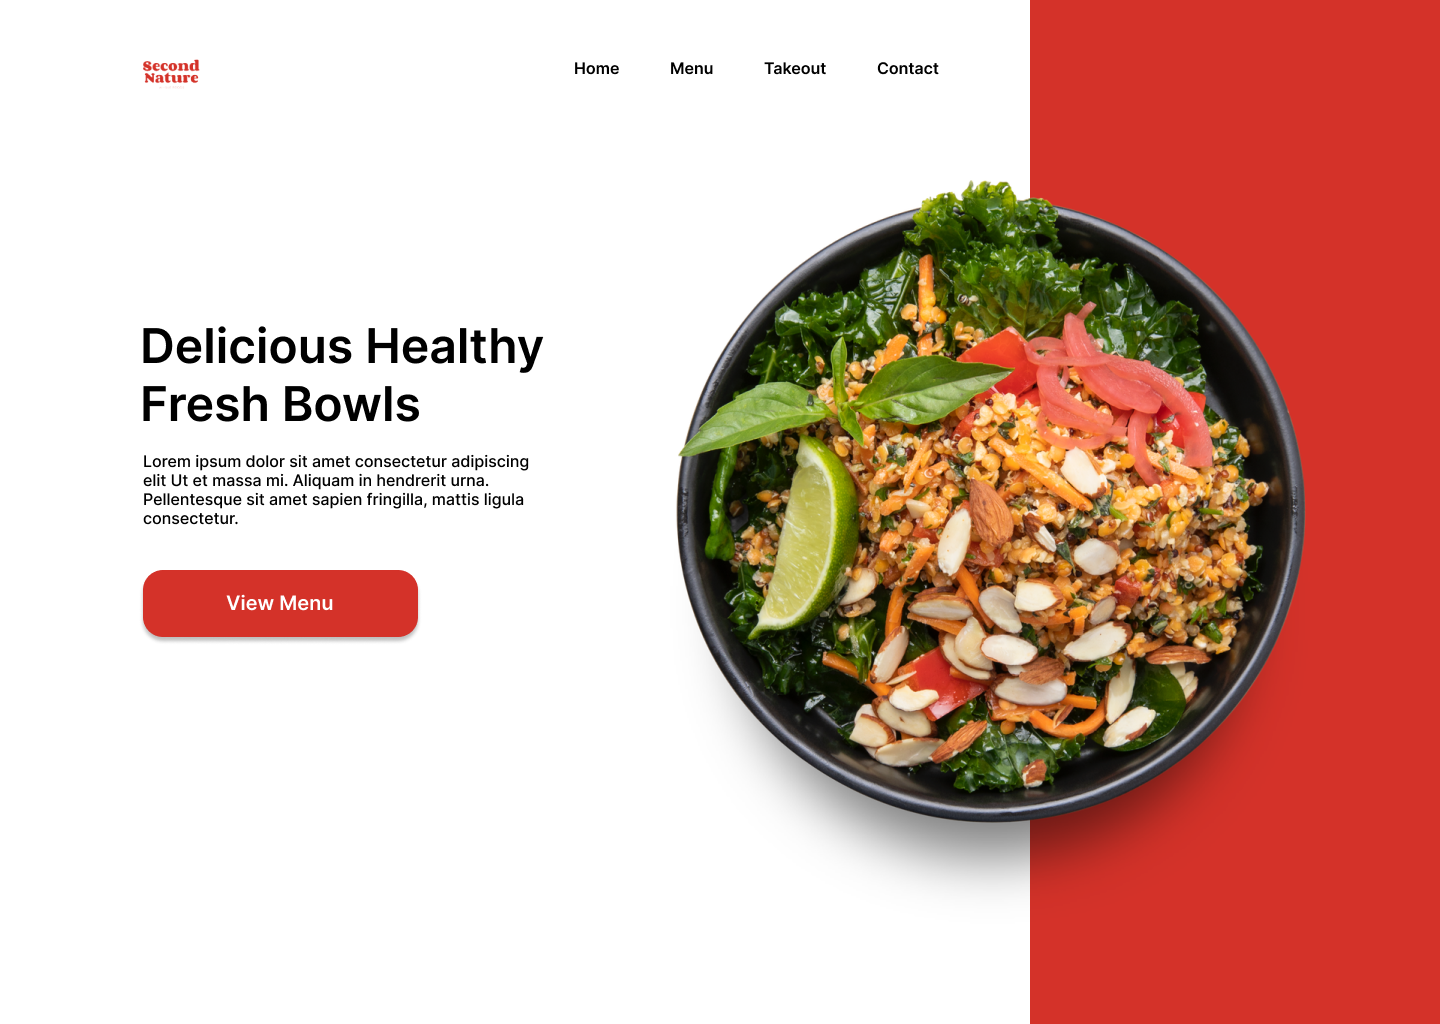 Second
Nature
Home Menu Takeout Contact
Delicious Healthy
Fresh Bowls
Lorem ipsum dolor sit amet consectetur adipiscing
elit Ut et massa mi. Aliquam in hendrerit urna.
Pellentesque sit amet sapien fringilla, mattis ligula
consectetur.
View Menu